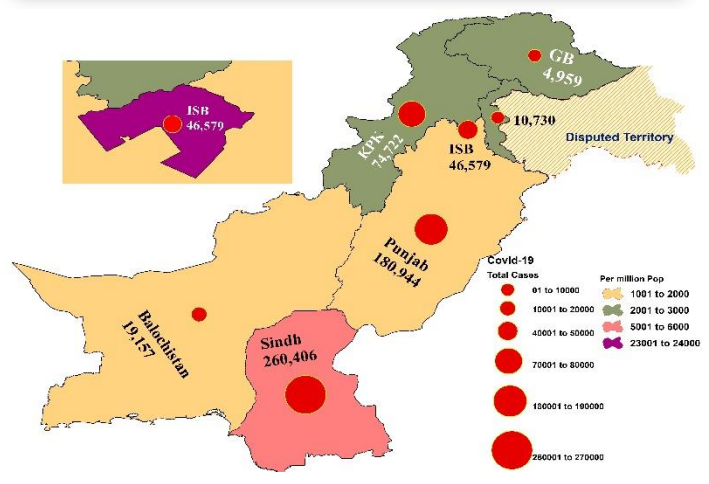 GB
4,959
ISB
46,579
10,730
Disputed Territory
KPK
74,722
ISB
46,579
Punjab
180,944
Balochistan
19,157
Sindh
260,406
Covid-19
Total Cases
01 to 10000
10001 to 20000
40001 to 50000
70001 to 80000
180001 to 190000
260001 to 270000
Per million Pop
1001 to 2000
2001 to 3000
5001 to 6000
23001 to 24000